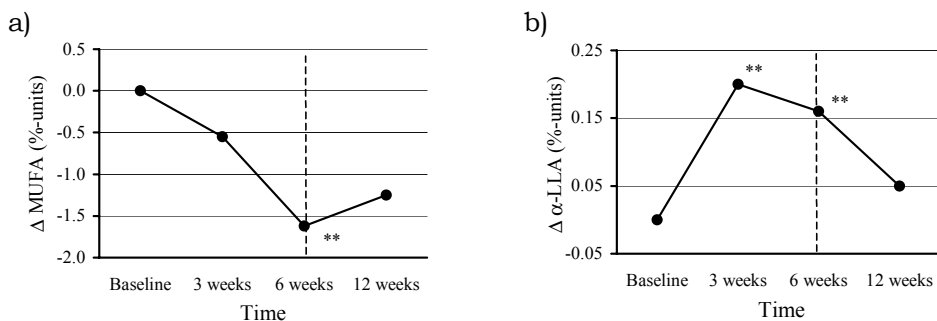 a)
0.5
0.0
-0.5
-1.0
-1.5
-2.0
Δ MUFA (%-units)
**
Baseline 3 weeks 6 weeks 12 weeks
Time
b)
0.25
0.15
0.05
-0.05
Δ α-LLA (%-units)
**
**
Baseline 3 weeks 6 weeks 12 weeks
Time